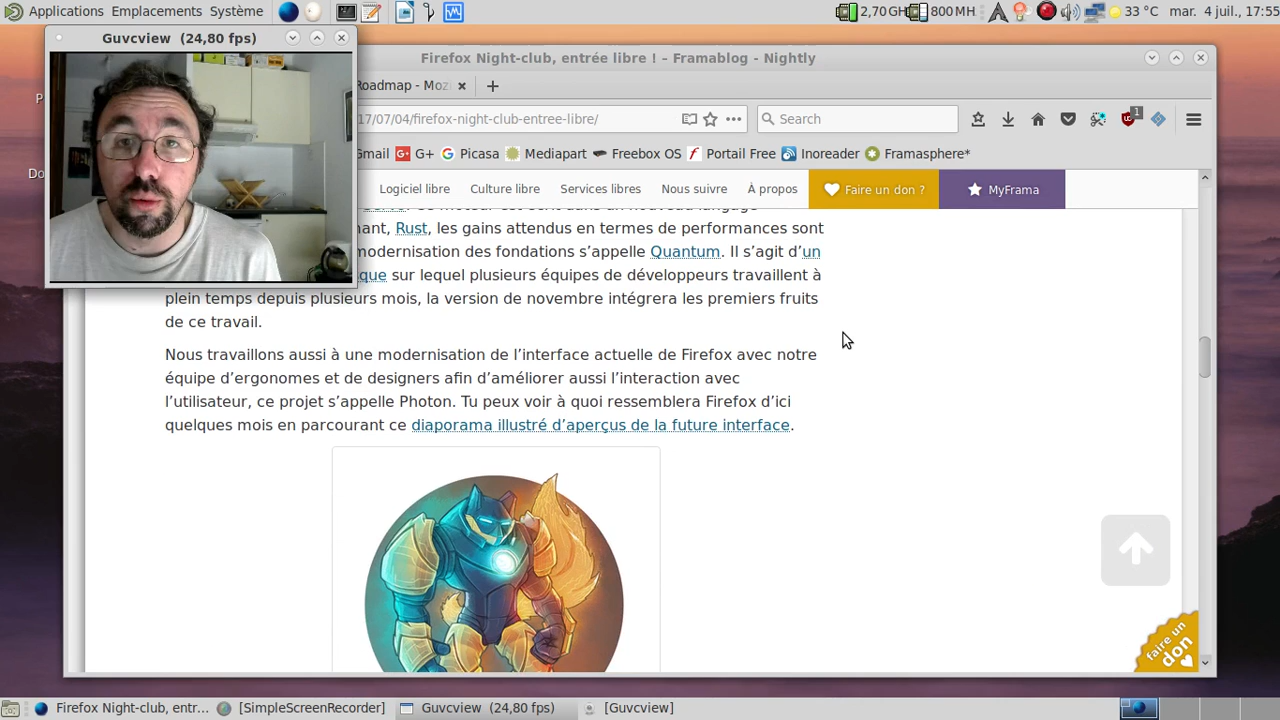 Applications Emplacements Système
2,70 GH 800 MH 33 °C mar. 4 juil., 17:55
Guvcview (24,80 fps)
Firefox Night-club, entrée libre ! – Framablog - Nightly
Roadmap - Moz
17/07/04/firefox-night-club-entree-libre/
Search
1
Gmail G+ Picasa Mediapart Freebox OS Portail Free Inoreader Framasphere*
Logiciel libre Culture libre Services libres Nous suivre À propos Faire un don ? MyFrama
nant, Rust, les gains attendus en termes de performances sont
modernisation des fondations s’appelle Quantum. Il s’agit d’un
que sur lequel plusieurs équipes de développeurs travaillent à
plein temps depuis plusieurs mois, la version de novembre intégrera les premiers fruits
de ce travail.
Nous travaillons aussi à une modernisation de l’interface actuelle de Firefox avec notre
équipe d’ergonomes et de designers afin d’améliorer aussi l’interaction avec
l’utilisateur, ce projet s’appelle Photon. Tu peux voir à quoi ressemblera Firefox d’ici
quelques mois en parcourant ce diaporama illustré d’aperçus de la future interface.
faire un
don
Firefox Night-club, entr... [SimpleScreenRecorder] Guvcview (24,80 fps) [Guvcview]